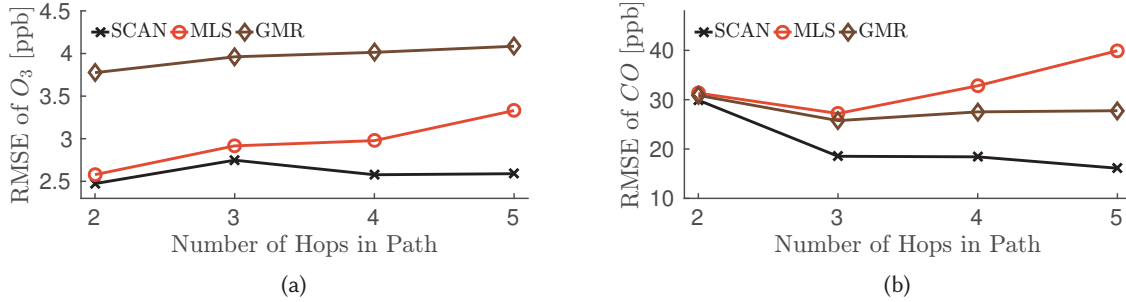 SCAN MLS GMR
RMSE of O₃ [ppb]
4.5
4
3.5
3
2.5
2 3 4 5
Number of Hops in Path
(a)
SCAN MLS GMR
RMSE of CO [ppb]
40
30
20
10
2 3 4 5
Number of Hops in Path
(b)